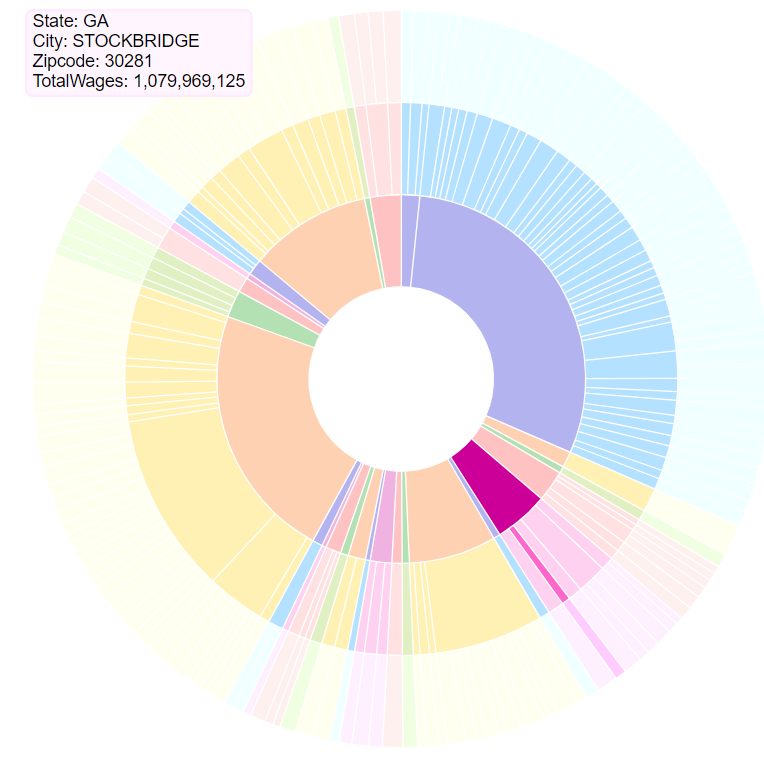 State: GA
City: STOCKBRIDGE
Zipcode: 30281
TotalWages: 1,079,969,125